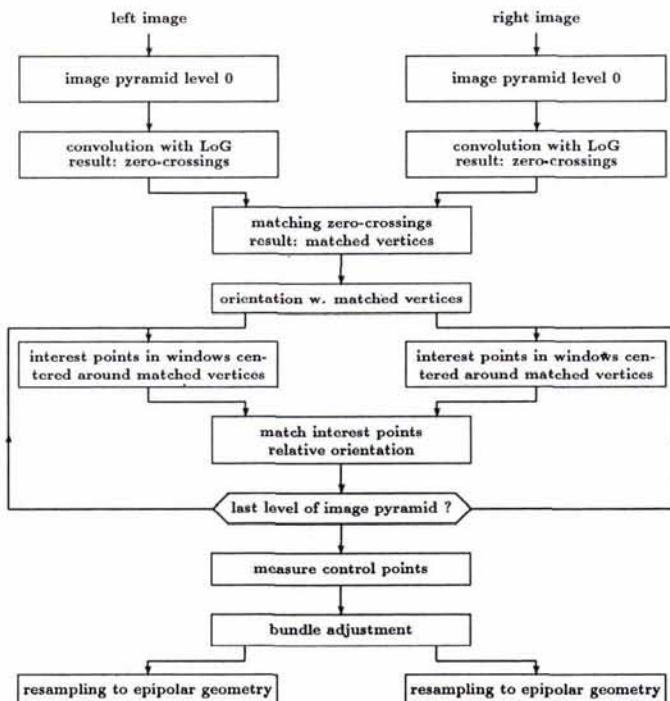 left image
right image
image pyramid level 0
image pyramid level 0
convolution with LoG
result: zero-crossings
convolution with LoG
result: zero-crossings
matching zero-crossings
result: matched vertices
orientation w. matched vertices
interest points in windows cen-
tered around matched vertices
interest points in windows cen-
tered around matched vertices
match interest points
relative orientation
last level of image pyramid ?
measure control points
bundle adjustment
resampling to epipolar geometry
resampling to epipolar geometry